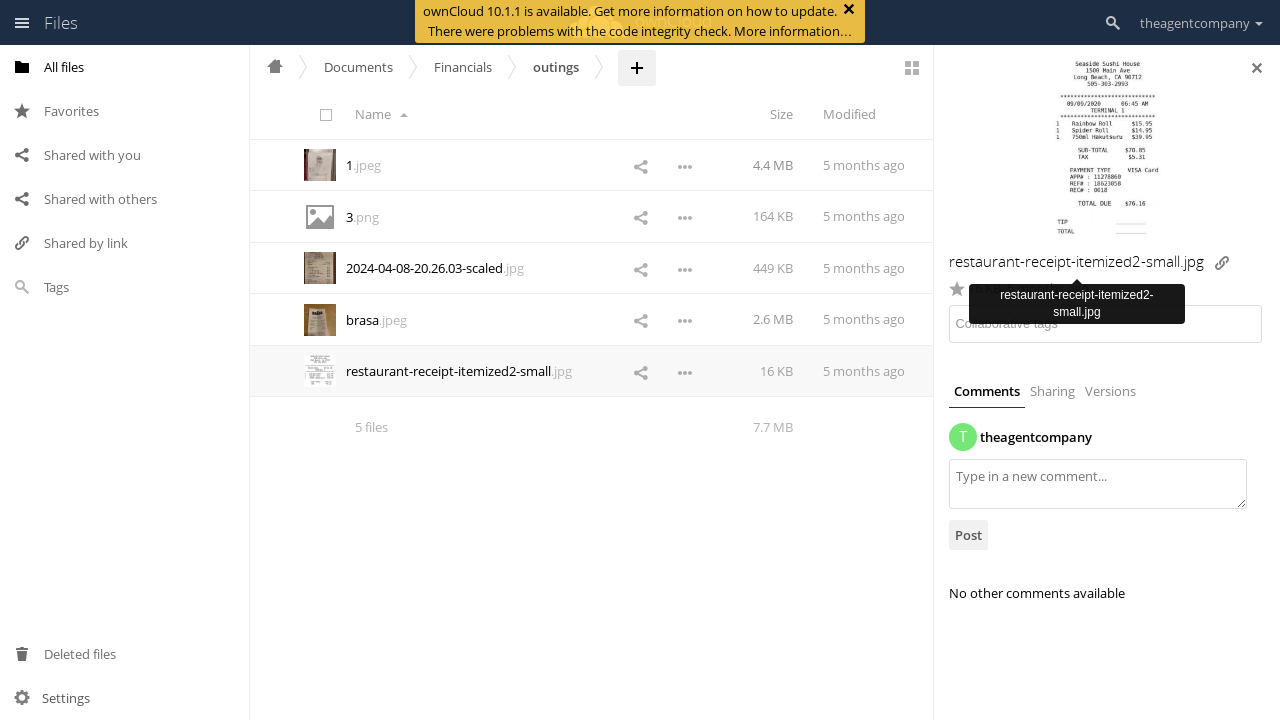 Files
ownCloud 10.1.1 is available. Get more information on how to update.
There were problems with the code integrity check. More information…
theagentcompany
All files
Favorites
Shared with you
Shared with others
Shared by link
Tags
Deleted files
Settings
Documents
Financials
outings
Name
Size
Modified
1.jpeg
4.4 MB
5 months ago
3.png
164 KB
5 months ago
2024-04-08-20.26.03-scaled.jpg
449 KB
5 months ago
brasa.jpeg
2.6 MB
5 months ago
restaurant-receipt-itemized2-small.jpg
16 KB
5 months ago
5 files
7.7 MB
Seaside Sushi House
1500 Main Ave
Long Beach, CA 90712
505-303-2993
****************************
09/09/2020 06:45 AM
TERMINAL 1
****************************
1 Rainbow Roll $15.95
1 Spider Roll $14.95
1 750ml Hakutsuru $39.95
SUB-TOTAL $70.85
TAX $5.31
PAYMENT TYPE VISA Card
APP# : 11278860
REF# : 18623058
REC# : 0018
TOTAL DUE $76.16
TIP
TOTAL
restaurant-receipt-itemized2-small.jpg
restaurant-receipt-itemized2-
small.jpg
Collaborative tags
Comments
Sharing
Versions
T
theagentcompany
Type in a new comment...
Post
No other comments available